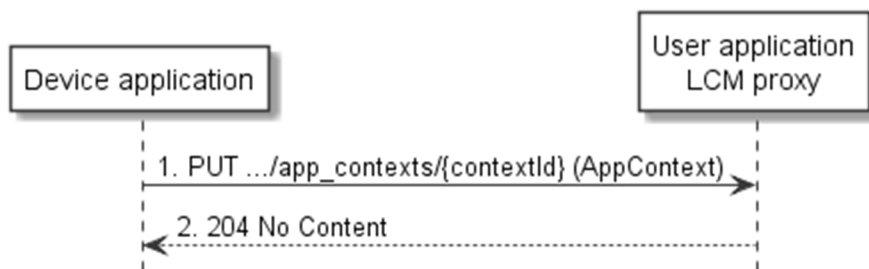 Device application
User application
LCM proxy
1. PUT .../app_contexts/{contextId} (AppContext)
2. 204 No Content